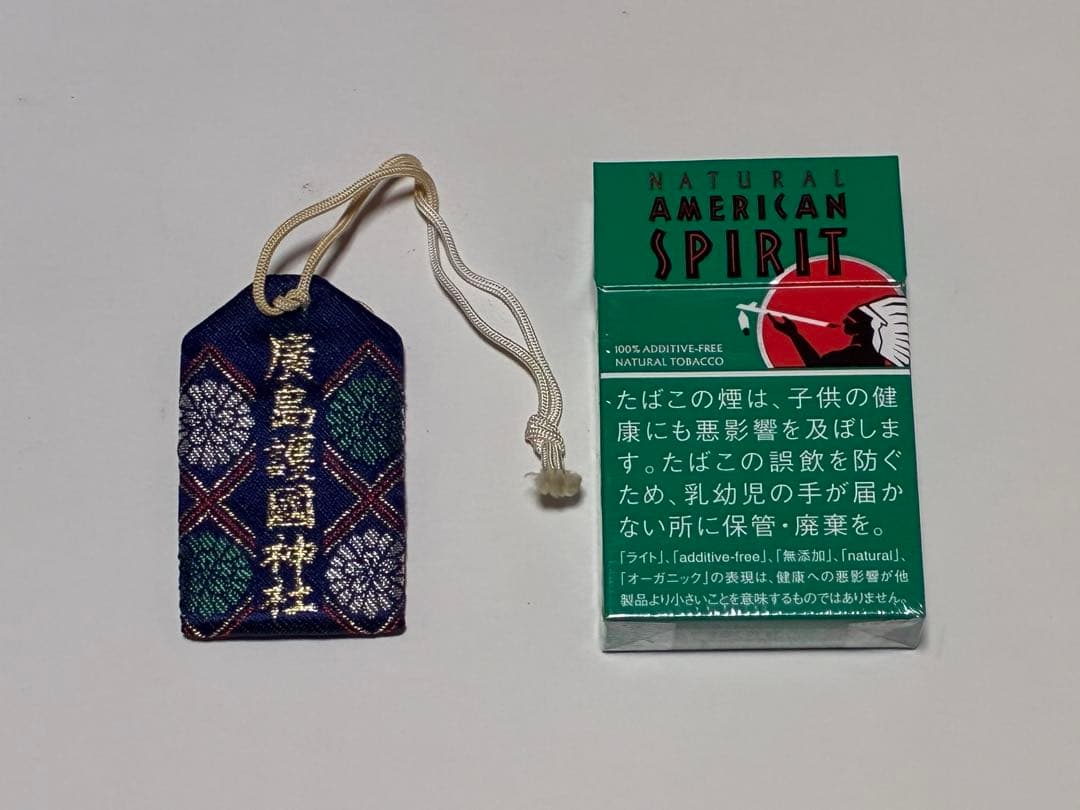 廣島護國神社
NATURAL
AMERICAN
SPIRIT
100% ADDITIVE-FREE
NATURAL TOBACCO
たばこの煙は、子供の健
康にも悪影響を及ぼしま
す。たばこの誤飲を防ぐ
ため、乳幼児の手が届か
ない所に保管・廃棄を。
「ライト」、「additive-free」、「無添加」、「natural」、
「オーガニック」の表現は、健康への悪影響が他
製品より小さいことを意味するものではありません。